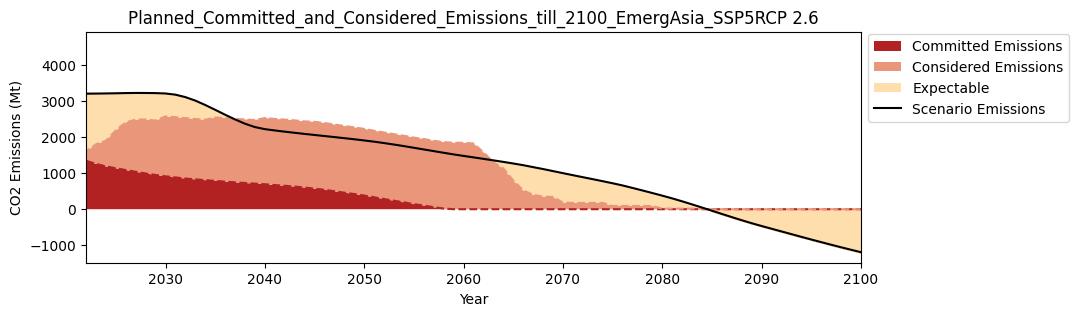 Planned_Committed_and_Considered_Emissions_till_2100_EmergAsia_SSP5RCP 2.6
CO2 Emissions (Mt)
4000
3000
2000
1000
0
−1000
2030
2040
2050
2060
2070
2080
2090
2100
Year
Committed Emissions
Considered Emissions
Expectable
Scenario Emissions